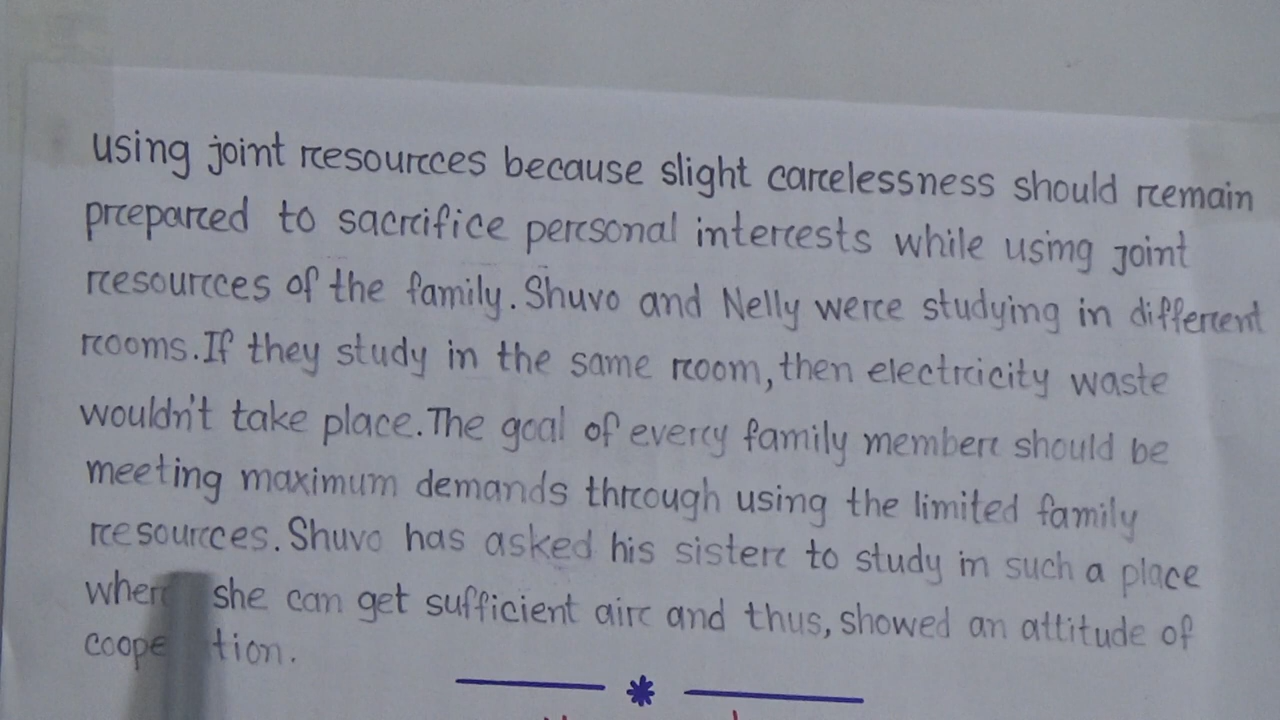 using joint resources because slight carelessness should remain
prepared to sacrifice personal interests while using joint
resources of the family. Shuvo and Nelly were studying in different
rooms. If they study in the same room, then electricity waste
wouldn't take place. The goal of every family member should be
meeting maximum demands through using the limited family
resources. Shuvo has asked his sister to study in such a place
she can get sufficient air and thus, showed an attitude of